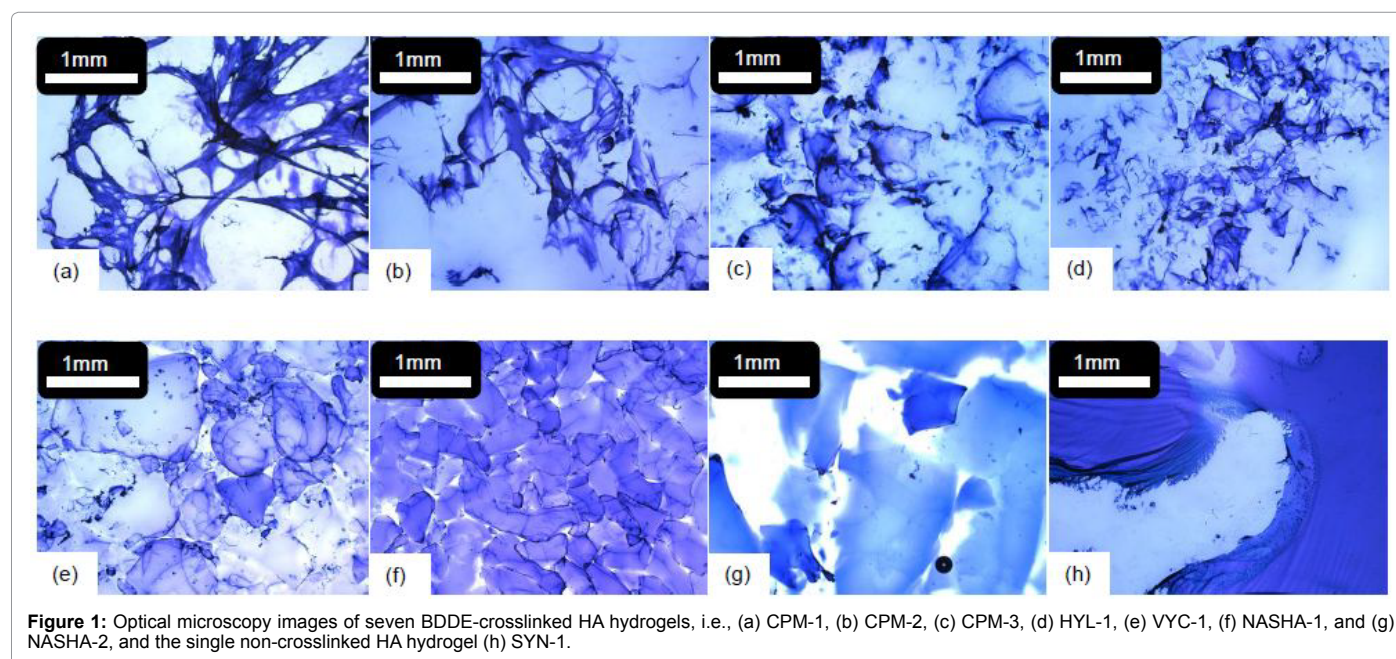 1mm 1mm 1mm 1mm
(a) (b) (c) (d)
1mm 1mm 1mm 1mm
(e) (f) (g) (h)
Figure 1: Optical microscopy images of seven BDDE-crosslinked HA hydrogels, i.e., (a) CPM-1, (b) CPM-2, (c) CPM-3, (d) HYL-1, (e) VYC-1, (f) NASHA-1, and (g)
NASHA-2, and the single non-crosslinked HA hydrogel (h) SYN-1.